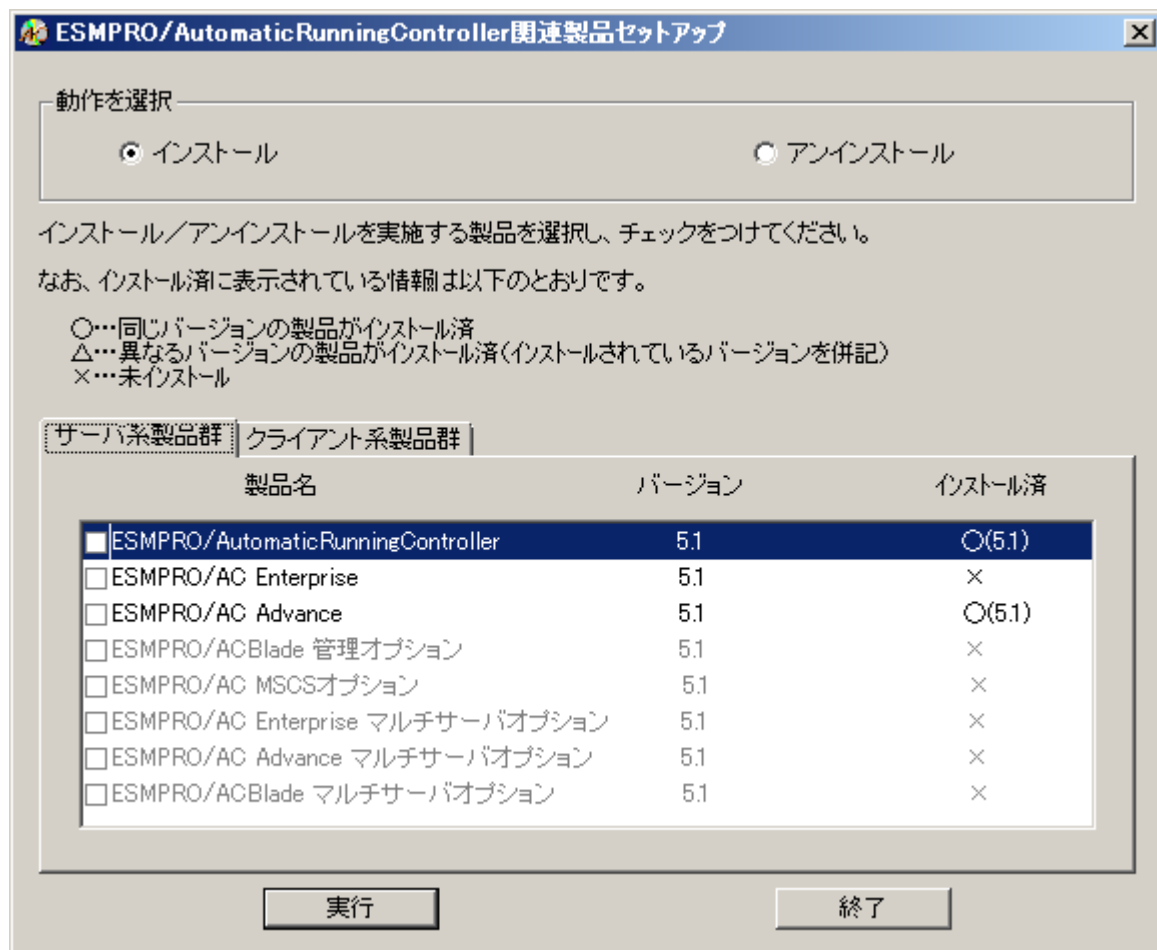 ESMPRO/AutomaticRunningController関連製品セットアップ
動作を選択
インストール アンインストール
インストール／アンインストールを実施する製品を選択し、チェックをつけてください。
なお、インストール済に表示されている情報は以下のとおりです。
○…同じバージョンの製品がインストール済
△…異なるバージョンの製品がインストール済(インストールされているバージョンを併記)
×…未インストール
サーバ系製品群 クライアント系製品群
製品名 バージョン インストール済
ESMPRO/AutomaticRunningController 5.1 ○(5.1)
ESMPRO/AC Enterprise 5.1 ×
ESMPRO/AC Advance 5.1 ○(5.1)
ESMPRO/ACBlade 管理オプション 5.1 ×
ESMPRO/AC MSCSオプション 5.1 ×
ESMPRO/AC Enterprise マルチサーバオプション 5.1 ×
ESMPRO/AC Advance マルチサーバオプション 5.1 ×
ESMPRO/ACBlade マルチサーバオプション 5.1 ×
実行 終了